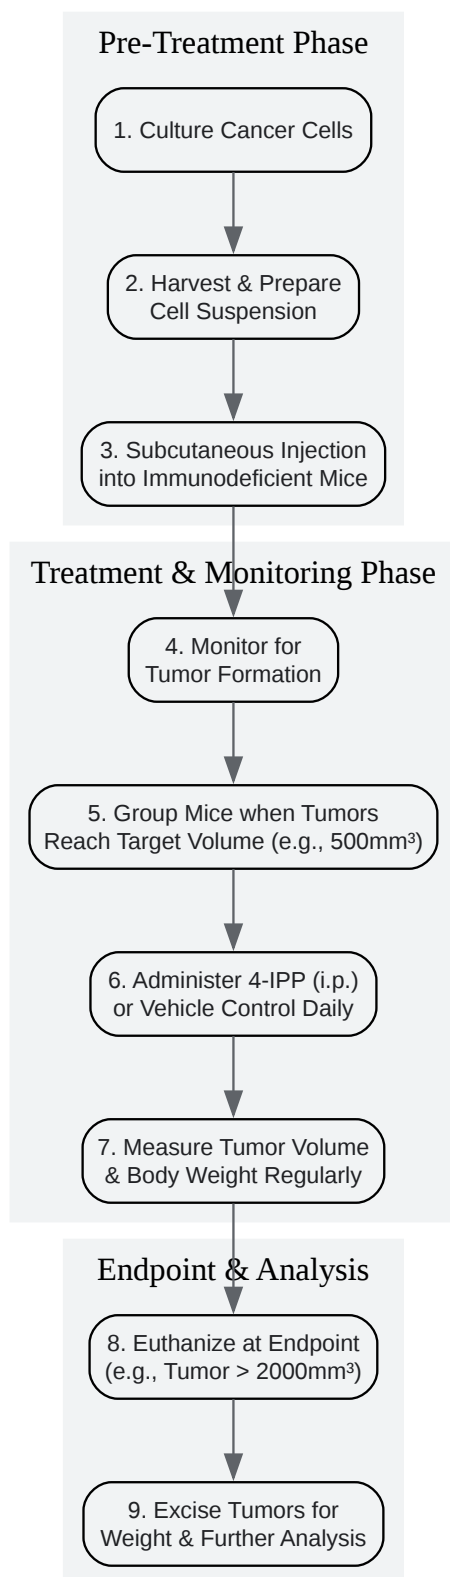 Pre-Treatment Phase
1. Culture Cancer Cells
2. Harvest & Prepare
Cell Suspension
3. Subcutaneous Injection
into Immunodeficient Mice
Treatment & Monitoring Phase
4. Monitor for
Tumor Formation
5. Group Mice when Tumors
Reach Target Volume (e.g., 500mm³)
6. Administer 4-IPP (i.p.)
or Vehicle Control Daily
7. Measure Tumor Volume
& Body Weight Regularly
Endpoint & Analysis
8. Euthanize at Endpoint
(e.g., Tumor > 2000mm³)
9. Excise Tumors for
Weight & Further Analysis